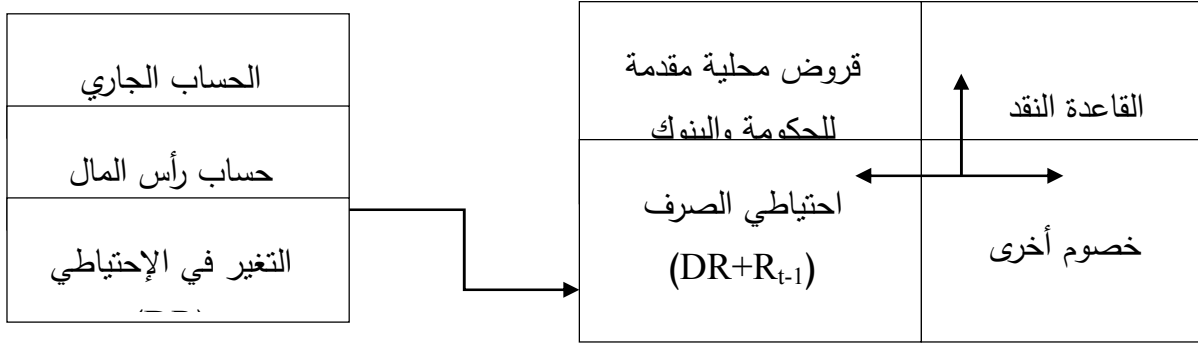 الحساب الجاري
حساب رأس المال
التغير في الإحتياطي
قروض محلية مقدمة
للحكومة والبنوك
القاعدة النقد
احتياطي الصرف
(DR+Rt-1)
خصوم أخرى